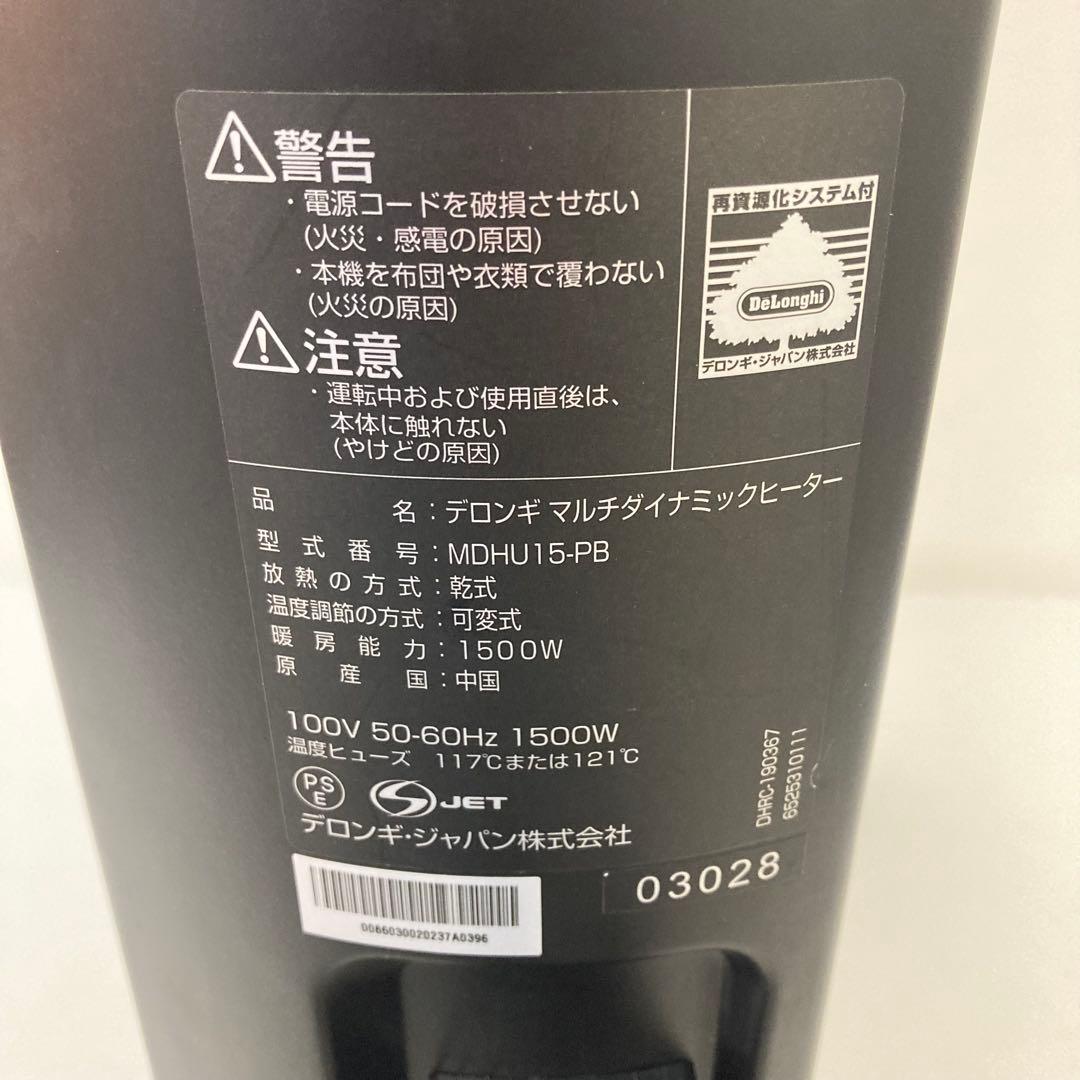 警告
・電源コードを破損させない
(火災・感電の原因)
・本機を布団や衣類で覆わない
(火災の原因)
注意
・運転中および使用直後は、
本体に触れない
(やけどの原因)
再資源化システム付
DeLonghi
デロンギ・ジャパン株式会社
品名：デロンギ マルチダイナミックヒーター
型式番号：MDHU15-PB
放熱の方式：乾式
温度調節の方式：可変式
暖房能力：1500W
原産国：中国
100V 50-60Hz 1500W
温度ヒューズ 117℃または121℃
PSE JET
デロンギ・ジャパン株式会社
DHRC-190367
6525310111
03028
0066030020237A0396